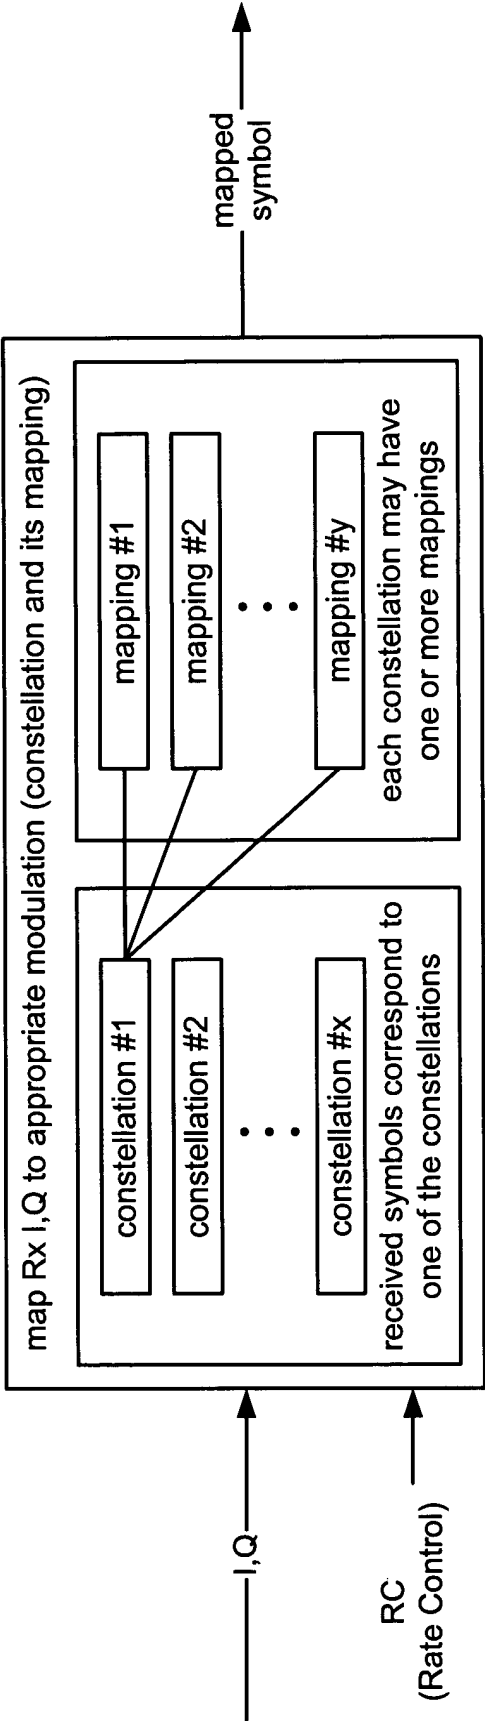 map Rx I,Q to appropriate modulation (constellation and its mapping)
I,Q
RC
(Rate Control)
constellation #1
constellation #2
constellation #x
received symbols correspond to
one of the constellations
mapping #1
mapping #2
mapping #y
each constellation may have
one or more mappings
mapped
symbol